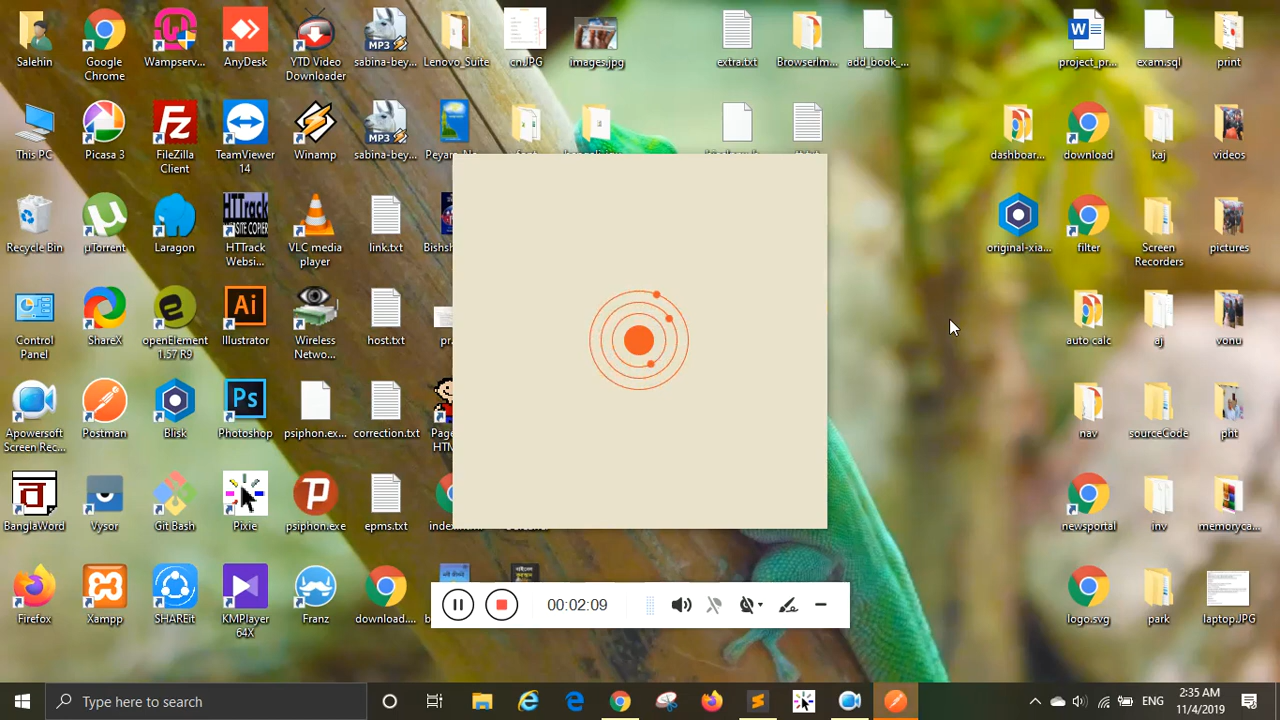 Salehin
Google Chrome
Wampserv...
AnyDesk
YTD Video Downloader
sabina-bey...
Lenovo_Suite
cn.JPG
images.jpg
extra.txt
BrowserIm...
add_book_...
project_pr...
exam.sql
print
This PC
Picasa 3
FileZilla Client
TeamViewer 14
Winamp
sabina-bey...
dashboar...
download
kaj
videos
Recycle Bin
µTorrent
Laragon
HTTrack Websi...
VLC media player
link.txt
original-xia...
filter
Screen Recorders
pictures
Control Panel
ShareX
openElement 1.57 R9
Illustrator
Wireless Netwo...
host.txt
auto calc
aj
vonu
Apowersoft Screen Rec...
Postman
Blisk
Photoshop
psiphon.ex...
correction.txt
nav
sourceCode
pht
BanglaWord
Vysor
Git Bash
Pixie
psiphon.exe
epms.txt
newsportal
inv
memoryca...
Firefox
Xampp
SHAREit
KMPlayer 64X
Franz
download....
logo.svg
park
laptop.JPG
00:02:09
Type here to search
ENG
2:35 AM
11/4/2019